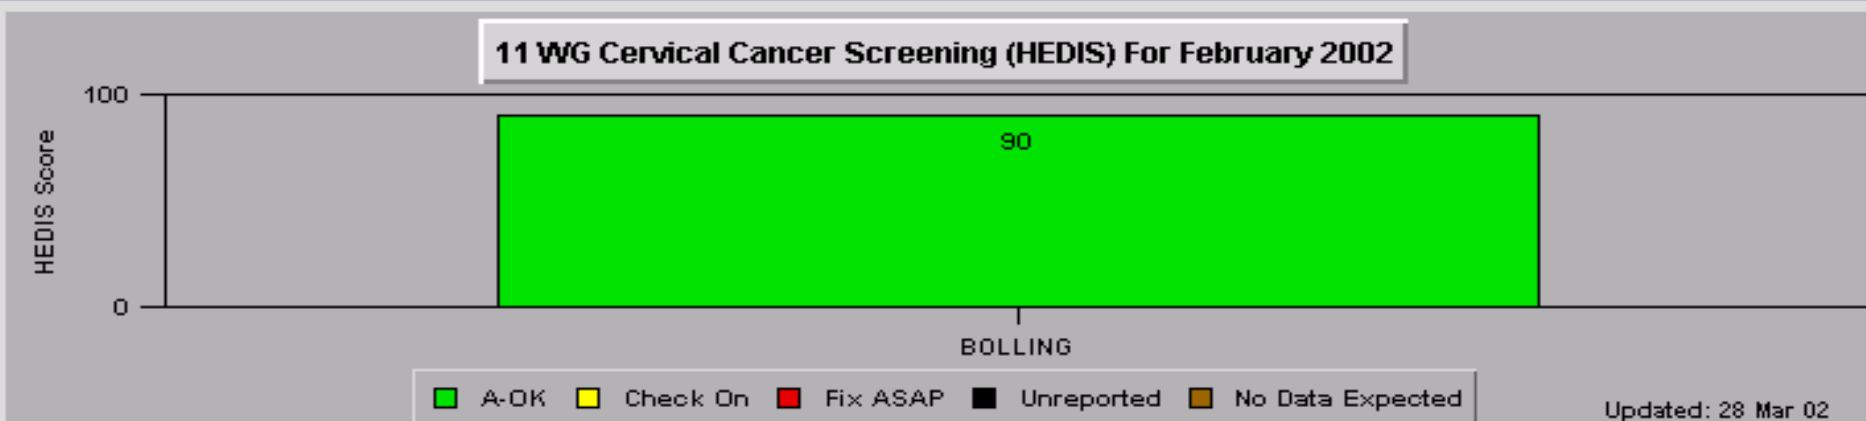 11 WG Cervical Cancer Screening (HEDIS) For February 2002
100
HEDIS Score
90
0
BOLLING
A-OK Check On Fix ASAP Unreported No Data Expected
Updated: 28 Mar 02